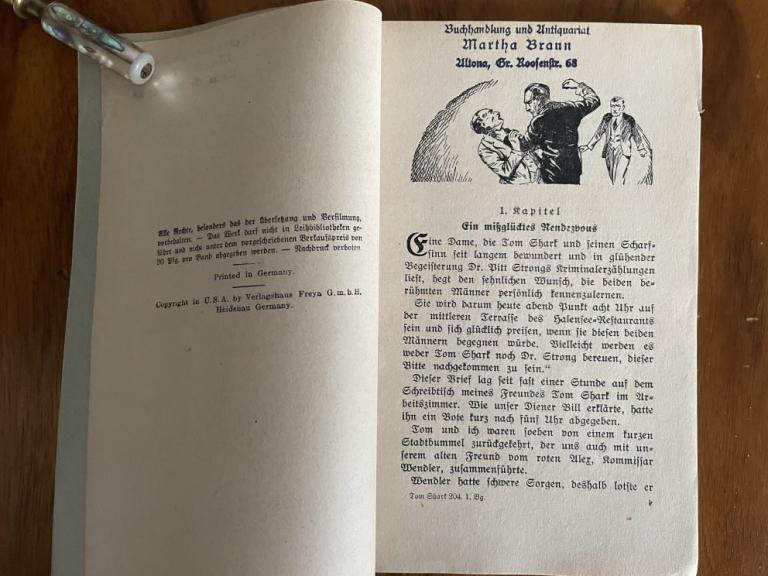 Alle Rechte, besonders das der Übersetzung und Verfilmung,
vorbehalten. — Das Werk darf nicht in Leihbibliotheken ge-
führt und nicht unter dem vorgeschriebenen Verkaufspreis von
20 Pfg. pro Band abgegeben werden. — Nachdruck verboten.
Printed in Germany.
Copyright in U.S.A. by Verlagshaus Freya G.m.b.H.
Heidenau Germany.
Buchhandlung und Antiquariat
Martha Braun
Altona, Gr. Roosenstr. 68
1. Kapitel
Ein mißglücktes Rendezvous
Eine Dame, die Tom Shark und seinen Scharf-
sinn seit langem bewundert und in glühender
Begeisterung Dr. Pitt Strongs Kriminalerzählungen
liest, hegt den sehnlichen Wunsch, die beiden be-
rühmten Männer persönlich kennenzulernen.
Sie wird darum heute abend Punkt acht Uhr auf
der mittleren Terrasse des Halensee-Restaurants
sein und sich glücklich preisen, wenn sie diesen beiden
Männern begegnen würde. Vielleicht werden es
weder Tom Shark noch Dr. Strong bereuen, dieser
Bitte nachgekommen zu sein.“
Dieser Brief lag seit fast einer Stunde auf dem
Schreibtisch meines Freundes Tom Shark im Ar-
beitszimmer. Wie unser Diener Bill erklärte, hatte
ihn ein Bote kurz nach fünf Uhr abgegeben.
Tom und ich waren soeben von einem kurzen
Stadtbummel zurückgekehrt, der uns auch mit un-
serem alten Freund vom roten Alex, Kommissar
Wendler, zusammenführte.
Wendler hatte schwere Sorgen, deshalb lotste er
Tom Shark 204. 1. Bg.